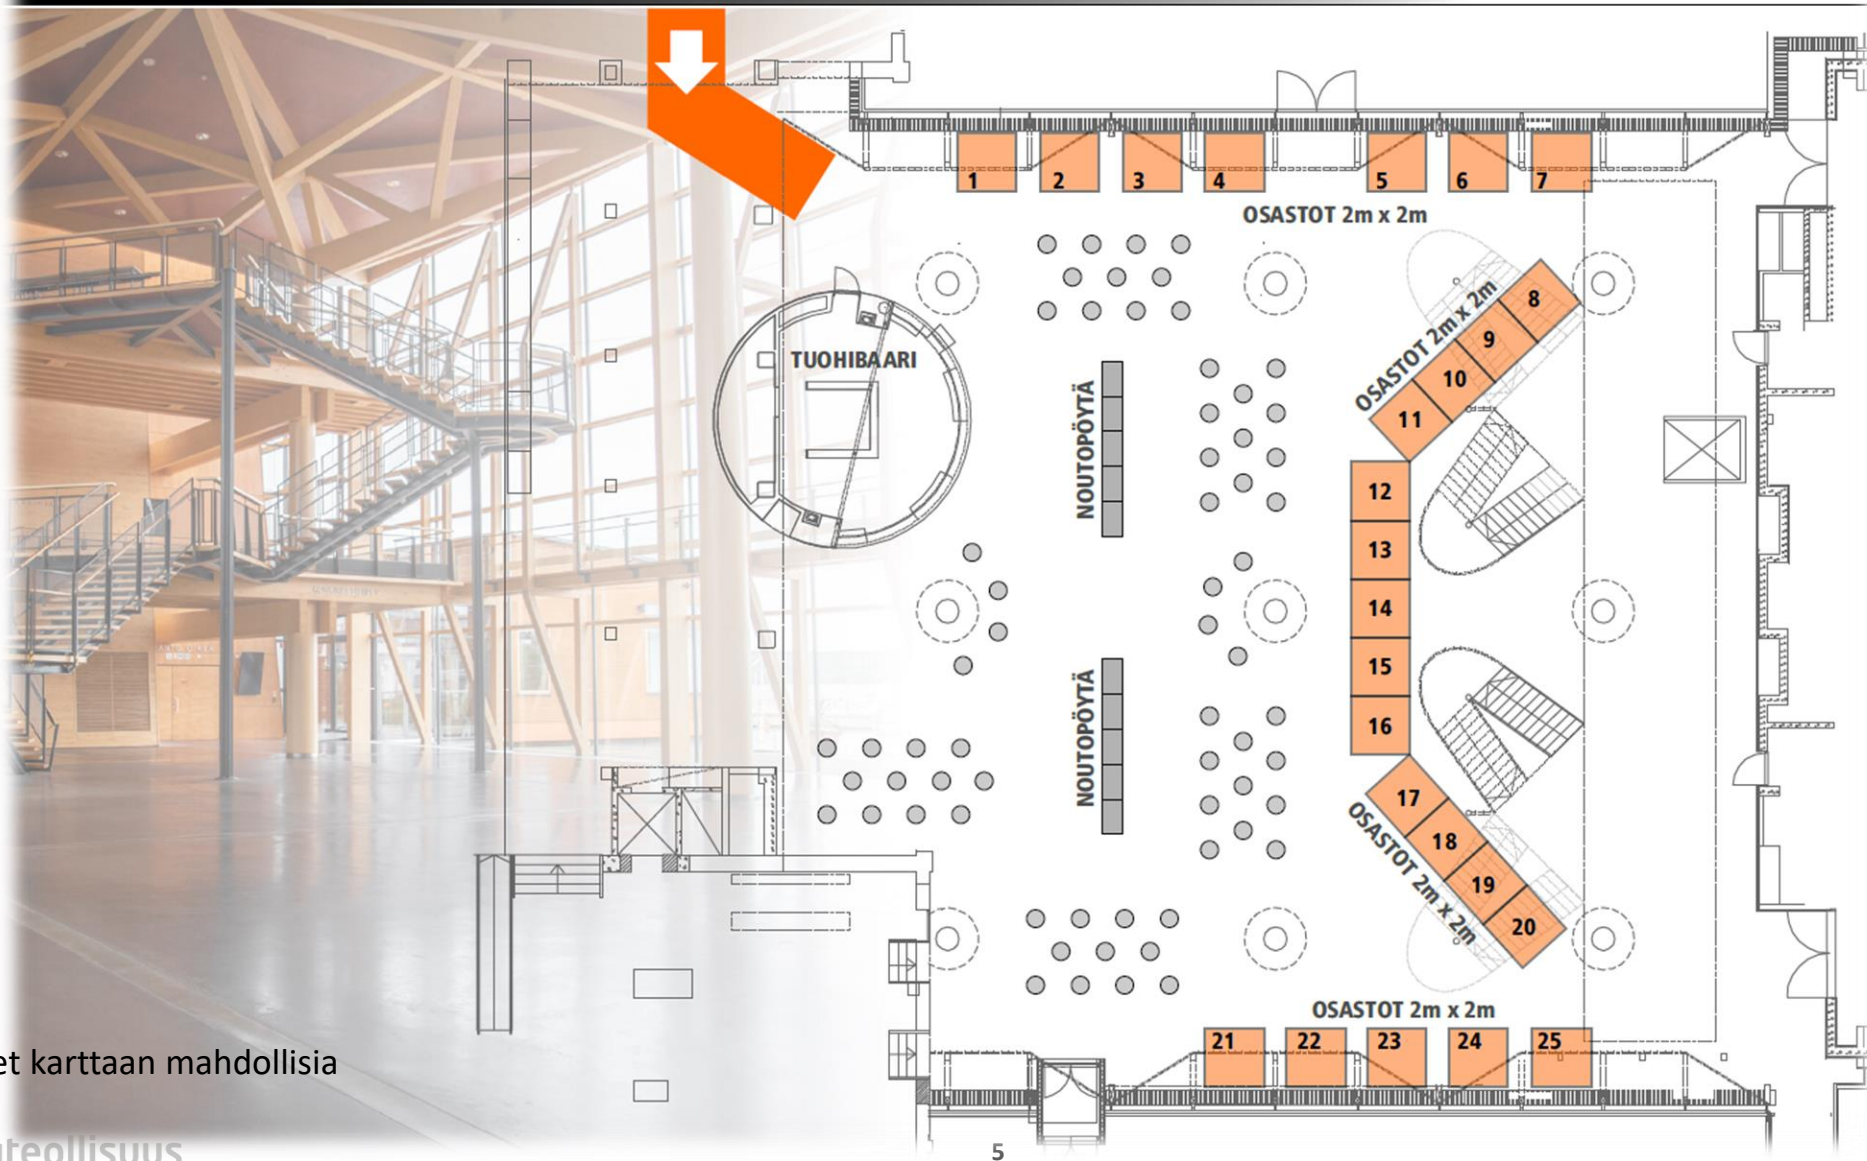 1 2 3 4 5 6 7
OSASTOT 2m x 2m
8
9
10
11
OSASTOT 2m x 2m
TUOHIBAARI
NOUTOPÖYTÄ
12
13
14
15
16
NOUTOPÖYTÄ
17
18
19
20
OSASTOT 2m x 2m
OSASTOT 2m x 2m
21 22 23 24 25
et karttaan mahdollisia
teollisuus
5